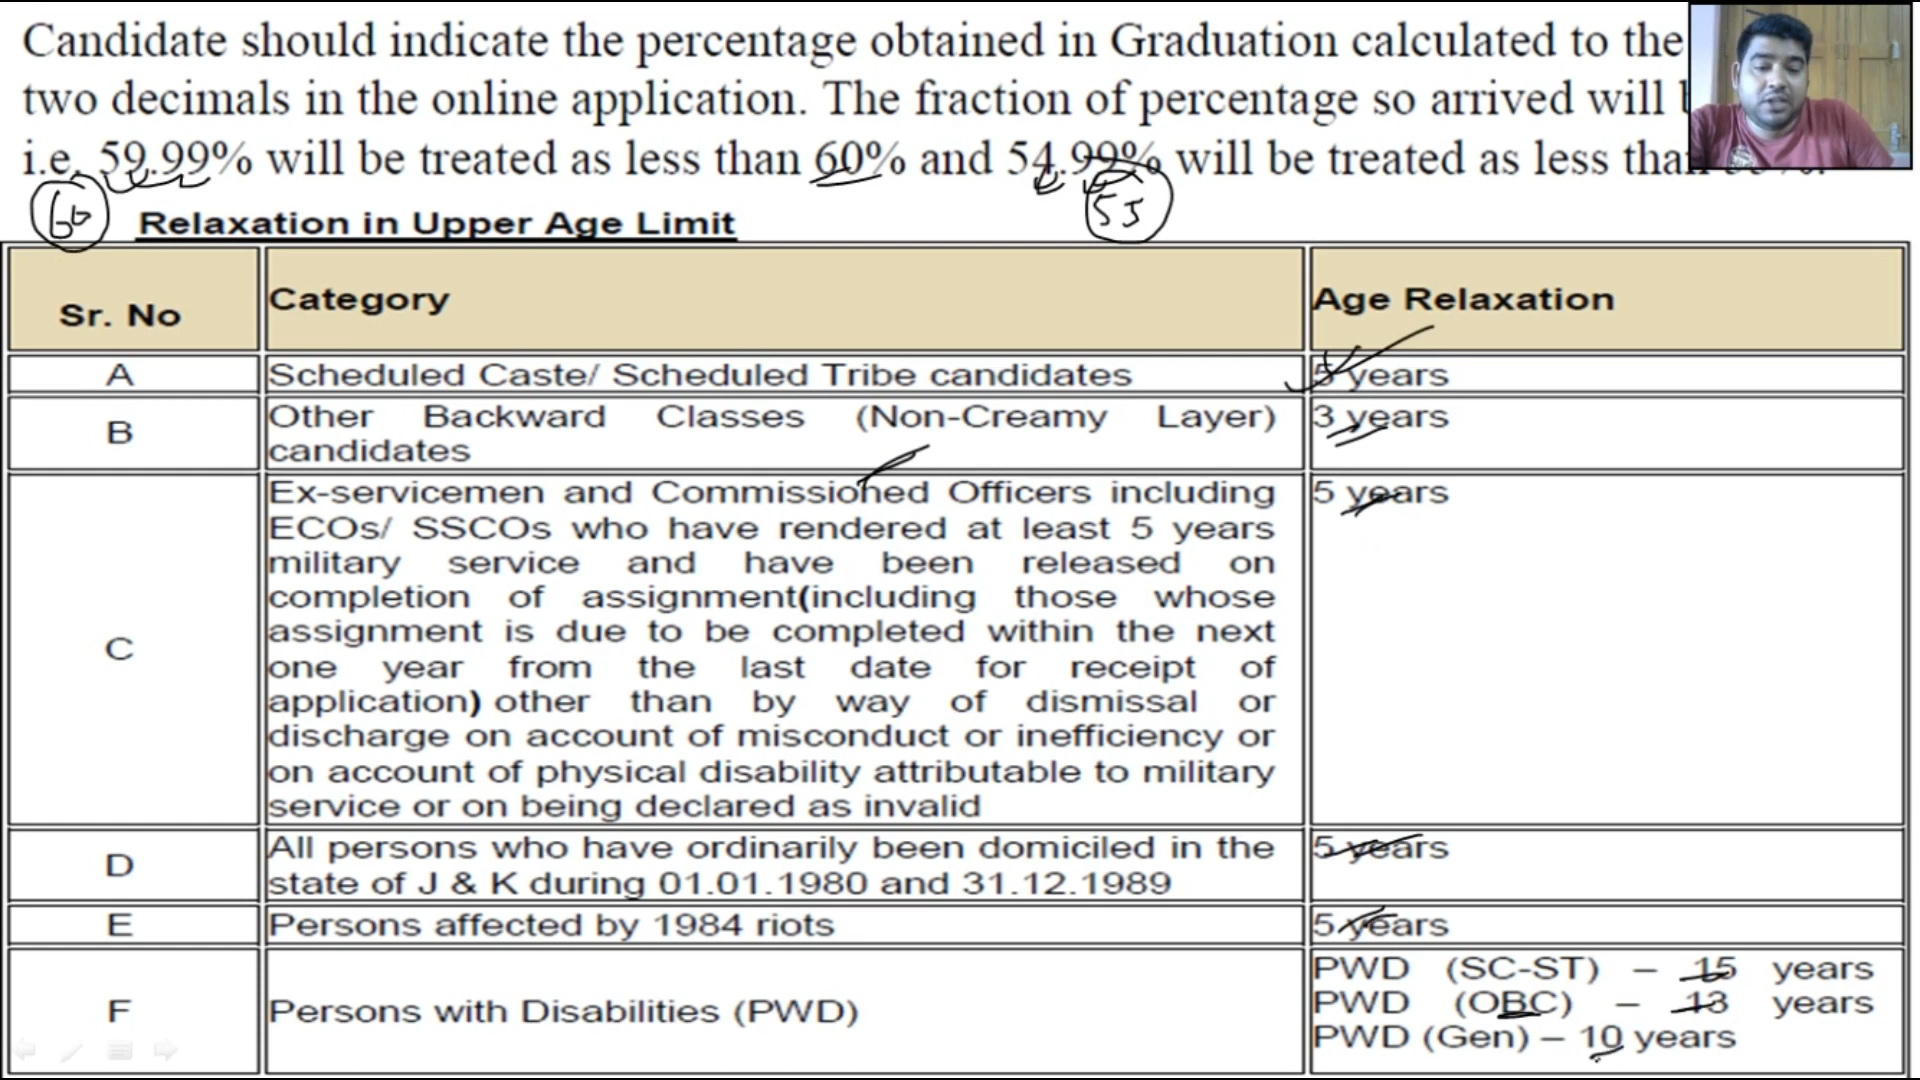 Candidate should indicate the percentage obtained in Graduation calculated to the
two decimals in the online application. The fraction of percentage so arrived will
i.e. 59.99% will be treated as less than 60% and 54.99% will be treated as less than
60
55
Relaxation in Upper Age Limit
Sr. No
Category
Age Relaxation
A
Scheduled Caste/ Scheduled Tribe candidates
5 years
B
Other Backward Classes (Non-Creamy Layer)
candidates
3 years
C
Ex-servicemen and Commissioned Officers including
ECOs/ SSCOs who have rendered at least 5 years
military service and have been released on
completion of assignment(including those whose
assignment is due to be completed within the next
one year from the last date for receipt of
application) other than by way of dismissal or
discharge on account of misconduct or inefficiency or
on account of physical disability attributable to military
service or on being declared as invalid
5 years
D
All persons who have ordinarily been domiciled in the
state of J & K during 01.01.1980 and 31.12.1989
5 years
E
Persons affected by 1984 riots
5 years
F
Persons with Disabilities (PWD)
PWD (SC-ST) – 15 years
PWD (OBC) – 13 years
PWD (Gen) – 10 years